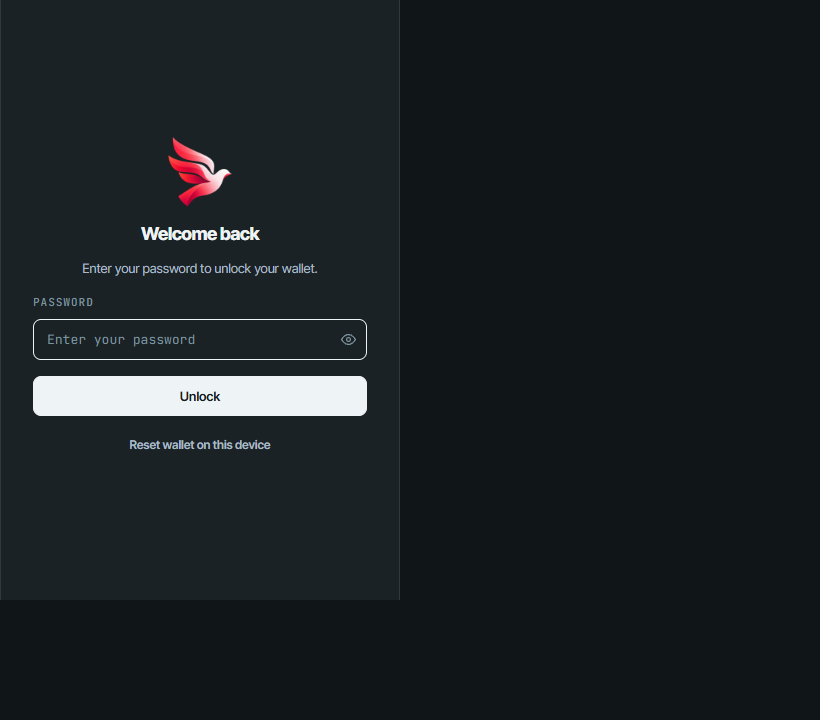 Welcome back
Enter your password to unlock your wallet.
PASSWORD
Enter your password
Unlock
Reset wallet on this device